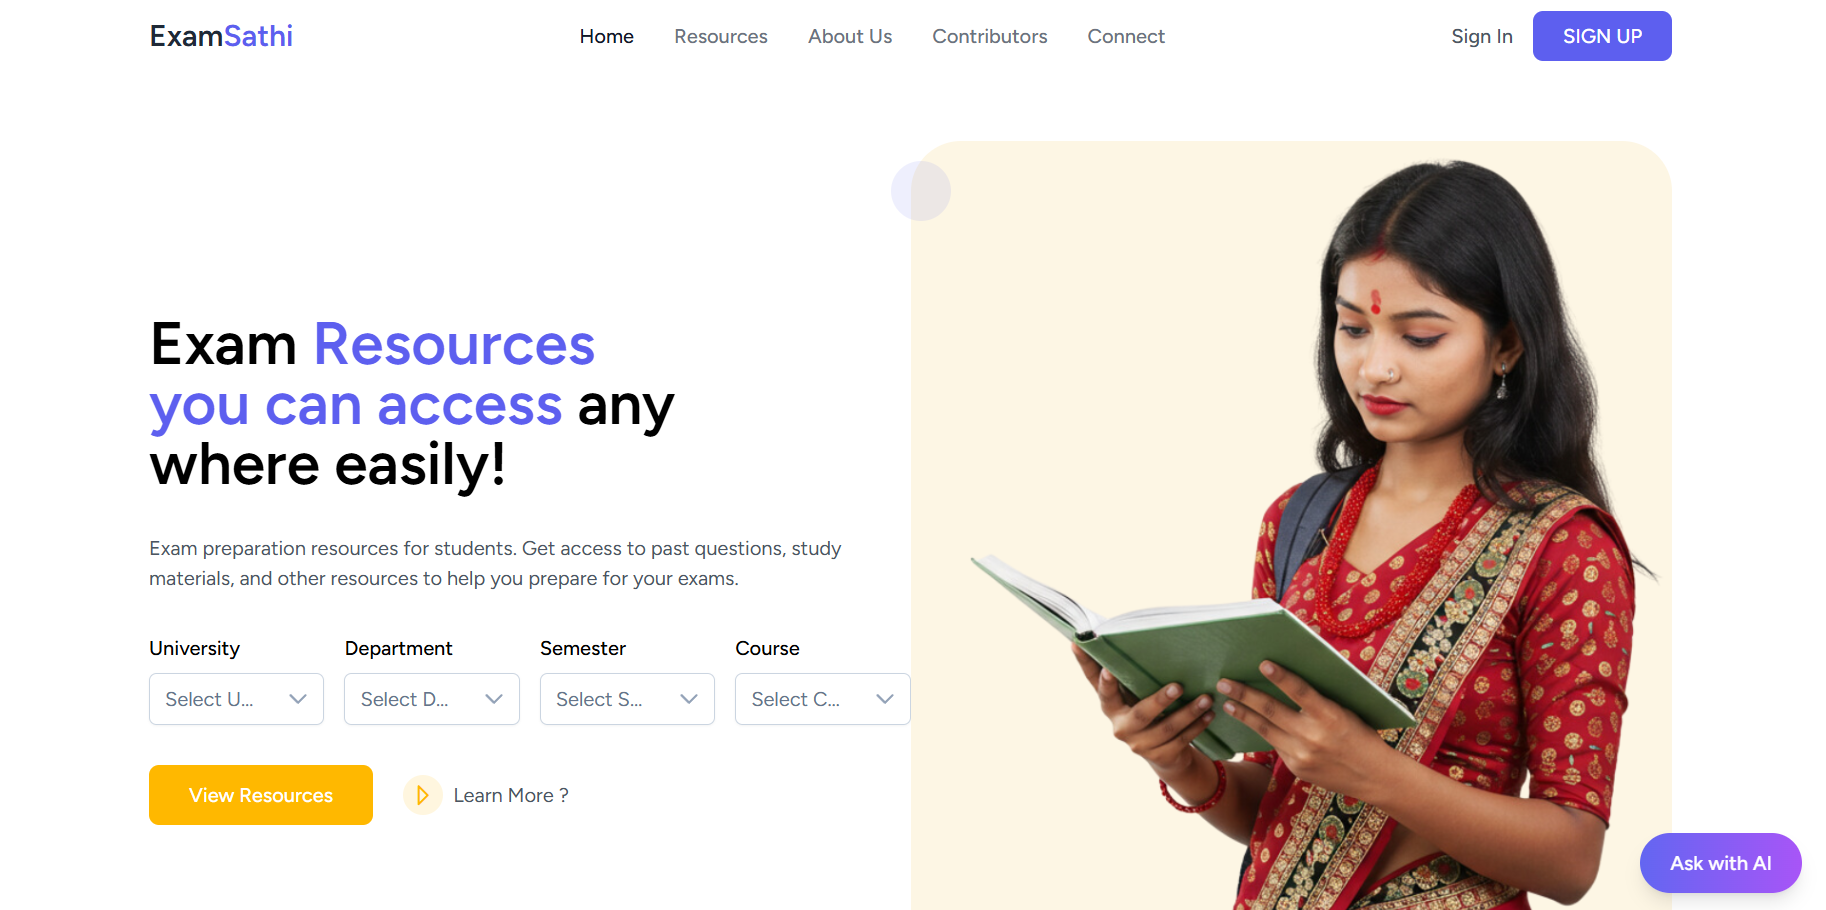 ExamSathi
Home
Resources
About Us
Contributors
Connect
Sign In
SIGN UP
Exam Resources
you can access any
where easily!
Exam preparation resources for students. Get access to past questions, study
materials, and other resources to help you prepare for your exams.
University
Department
Semester
Course
Select U...
Select D...
Select S...
Select C...
View Resources
Learn More ?
Ask with AI